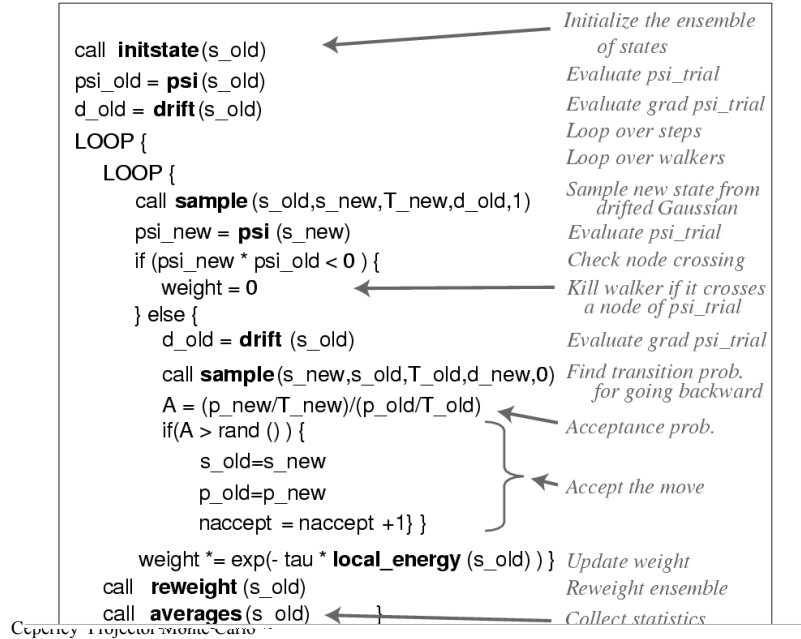 Initialize the ensemble
call initstate(s_old) of states
psi_old = psi(s_old) Evaluate psi_trial
d_old = drift(s_old) Evaluate grad psi_trial
LOOP { Loop over steps
Loop over walkers
LOOP {
call sample(s_old,s_new,T_new,d_old,1) Sample new state from
drifted Gaussian
psi_new = psi (s_new) Evaluate psi_trial
if (psi_new * psi_old < 0 ) { Check node crossing
weight = 0 Kill walker if it crosses
a node of psi_trial
} else {
d_old = drift (s_old) Evaluate grad psi_trial
call sample(s_new,s_old,T_old,d_new,0) Find transition prob.
for going backward
A = (p_new/T_new)/(p_old/T_old)
Acceptance prob.
if(A > rand () ) {
s_old=s_new
p_old=p_new Accept the move
naccept = naccept +1} }
weight *= exp(- tau * local_energy (s_old) ) } Update weight
call reweight (s_old) Reweight ensemble
call averages(s_old) } Collect statistics
Ceperley Projector Monte Carlo